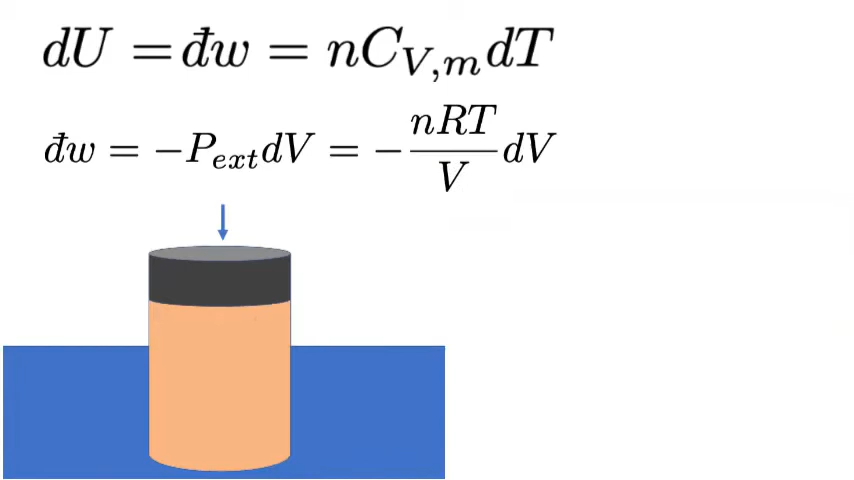 dU = đw = nC_{V,m}dT
đw = −P_{ext}dV = −\frac{nRT}{V}dV